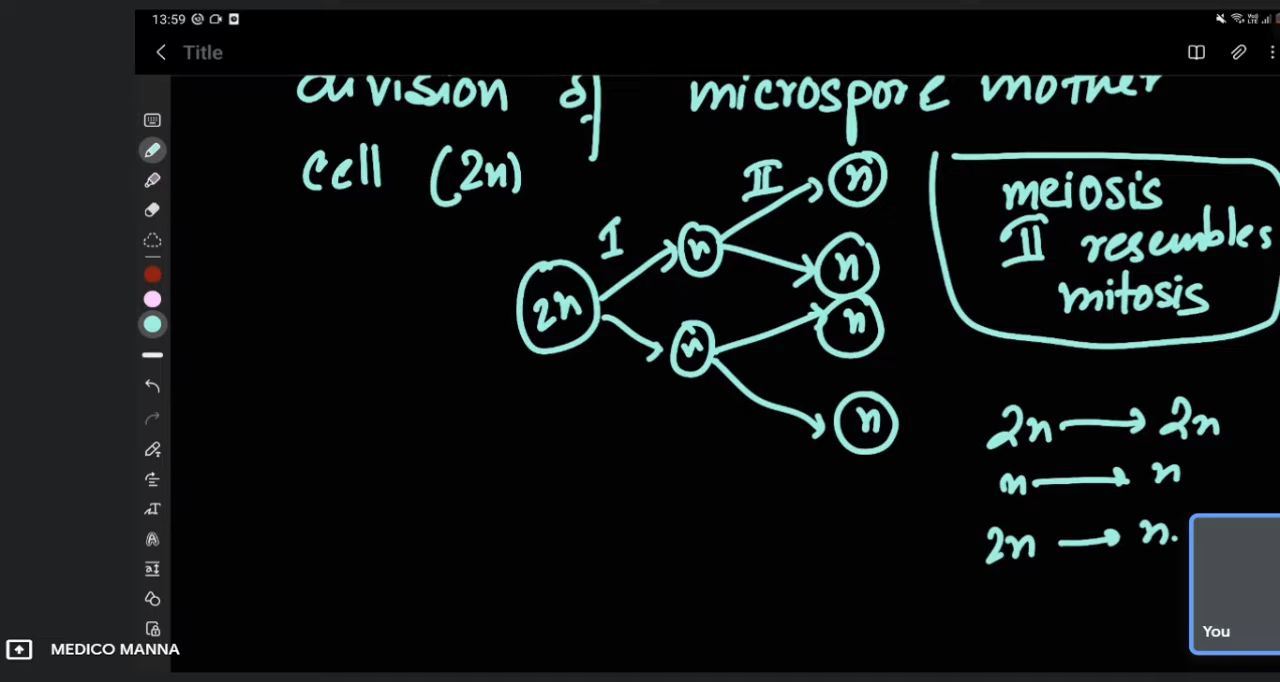 13:59
Title
division of microspore mother
cell (2n)
I
II
2n
n
n
n
n
n
n
meiosis
II resembles
mitosis
2n → 2n
n → n
2n → n.
You
MEDICO MANNA